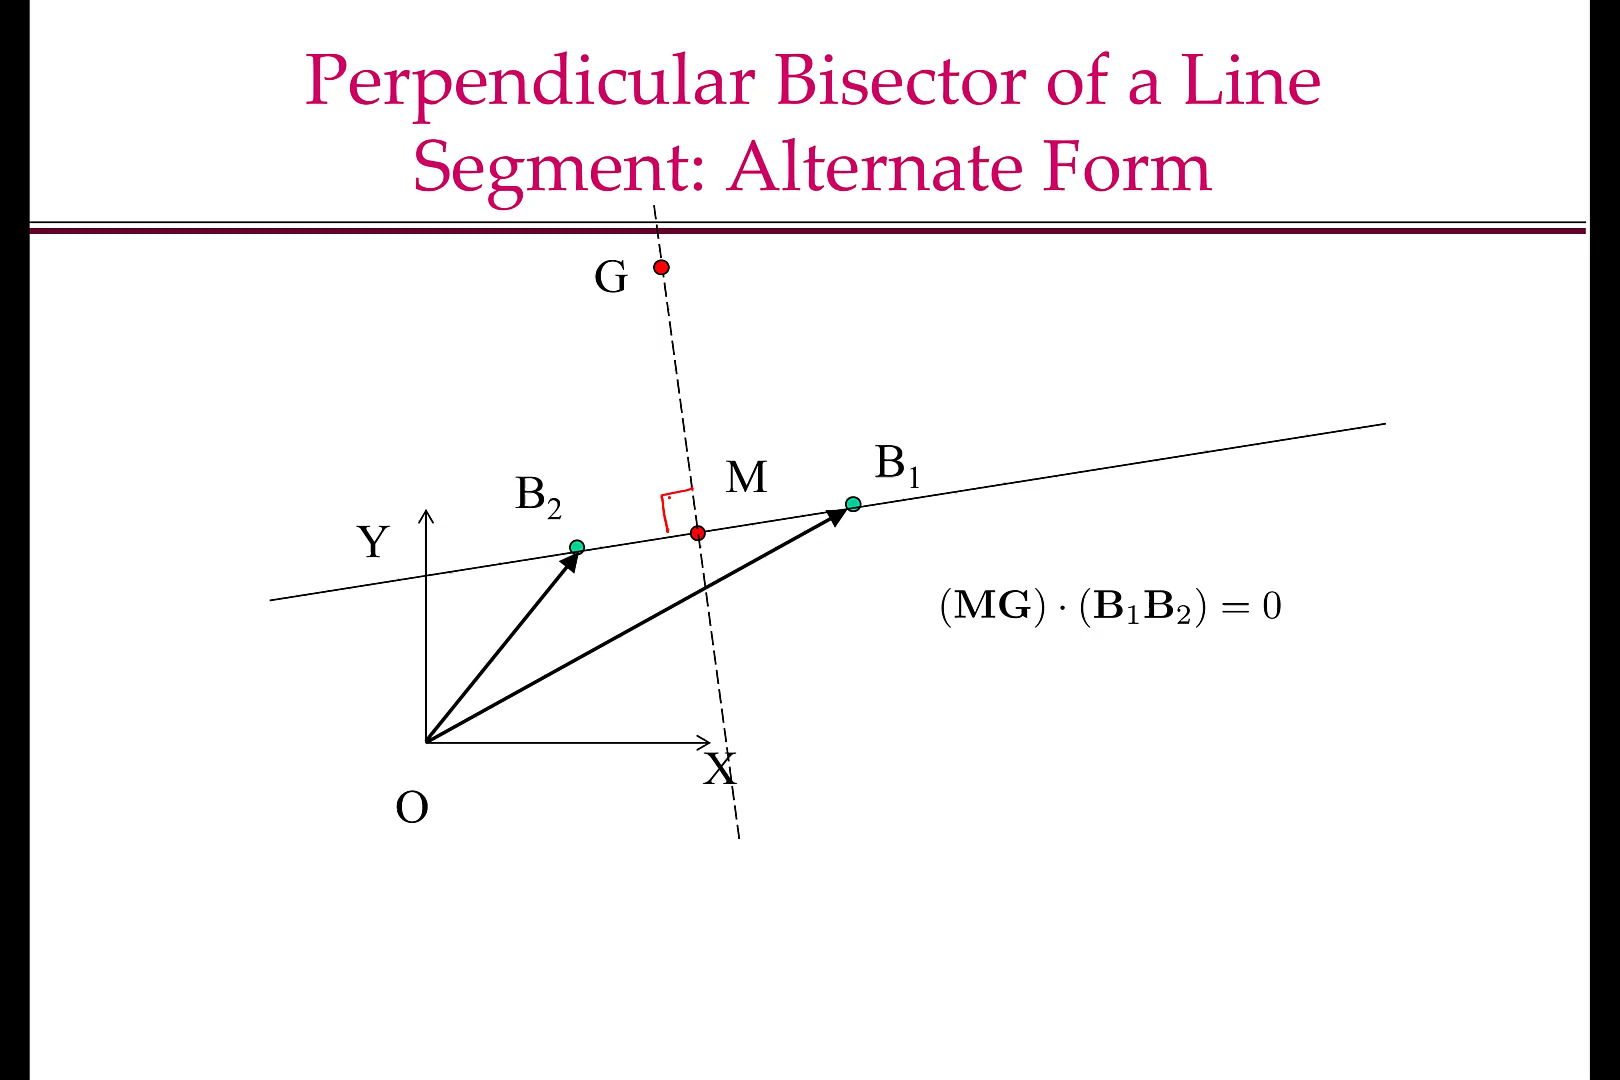 Perpendicular Bisector of a Line
Segment: Alternate Form
G
M
B₁
B₂
Y
(MG) · (B₁B₂) = 0
X
O